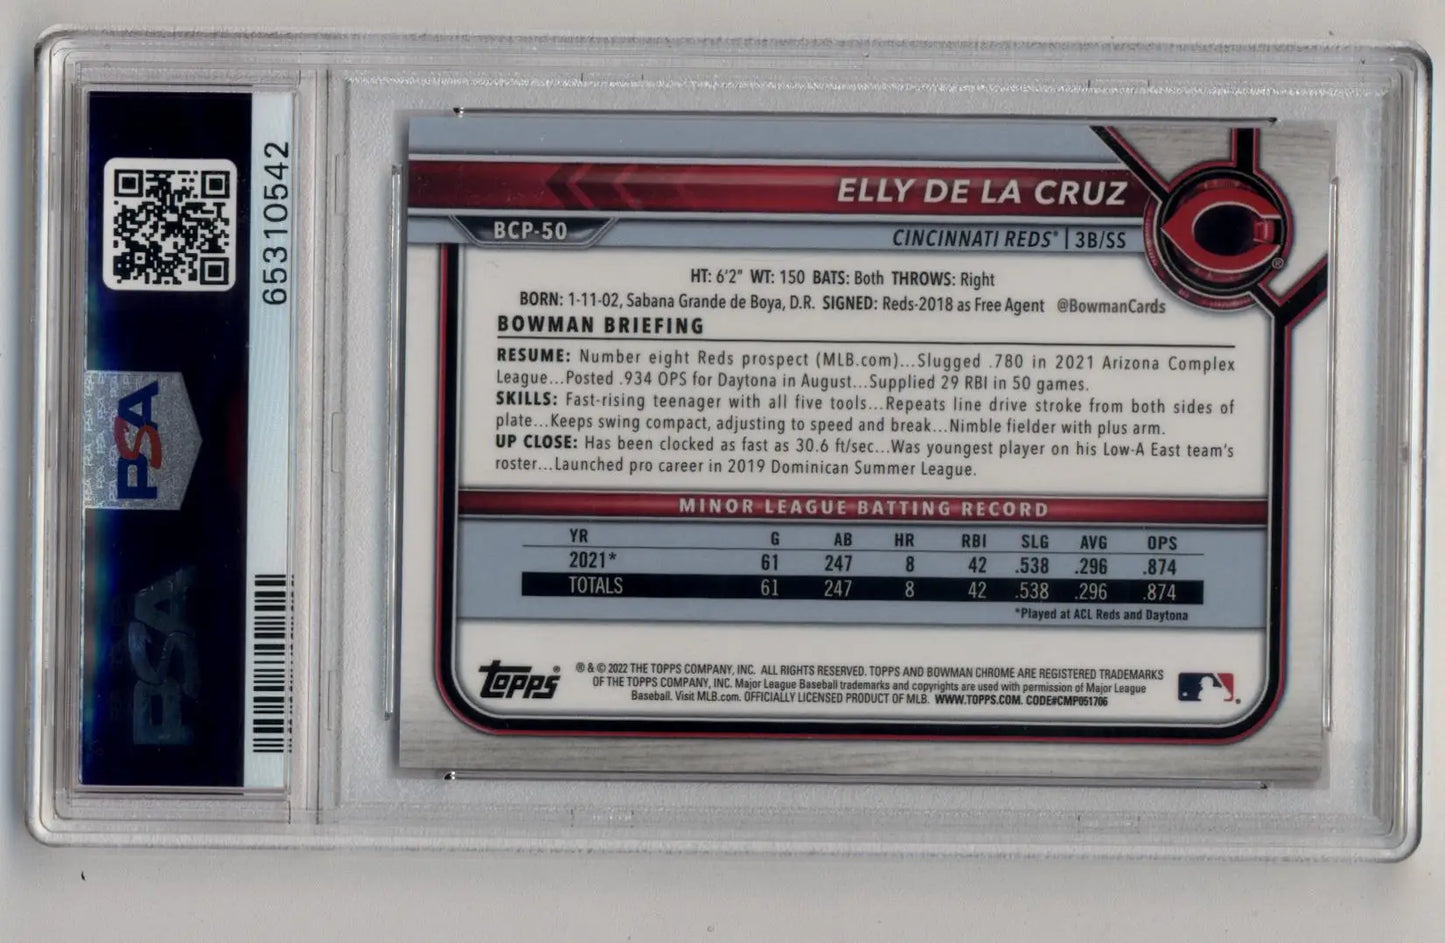 65310542
PSA
PSA
ELLY DE LA CRUZ
BCP-50
CINCINNATI REDS® | 3B/SS
HT: 6'2" WT: 150 BATS: Both THROWS: Right
BORN: 1-11-02, Sabana Grande de Boya, D.R. SIGNED: Reds-2018 as Free Agent @BowmanCards
BOWMAN BRIEFING
RESUME: Number eight Reds prospect (MLB.com)...Slugged .780 in 2021 Arizona Complex
League...Posted .934 OPS for Daytona in August...Supplied 29 RBI in 50 games.
SKILLS: Fast-rising teenager with all five tools...Repeats line drive stroke from both sides of
plate...Keeps swing compact, adjusting to speed and break...Nimble fielder with plus arm.
UP CLOSE: Has been clocked as fast as 30.6 ft/sec...Was youngest player on his Low-A East team's
roster...Launched pro career in 2019 Dominican Summer League.
MINOR LEAGUE BATTING RECORD
YR G AB HR RBI SLG AVG OPS
2021* 61 247 8 42 .538 .296 .874
TOTALS 61 247 8 42 .538 .296 .874
*Played at ACL Reds and Daytona
Topps®
® & © 2022 THE TOPPS COMPANY, INC. ALL RIGHTS RESERVED. TOPPS AND BOWMAN CHROME ARE REGISTERED TRADEMARKS
OF THE TOPPS COMPANY, INC. Major League Baseball trademarks and copyrights are used with permission of Major League
Baseball. Visit MLB.com. OFFICIALLY LICENSED PRODUCT OF MLB. WWW.TOPPS.COM. CODE#CMP051706